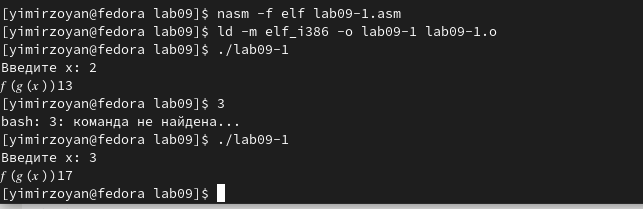 [yimirzoyan@fedora lab09]$ nasm -f elf lab09-1.asm
[yimirzoyan@fedora lab09]$ ld -m elf_i386 -o lab09-1 lab09-1.o
[yimirzoyan@fedora lab09]$ ./lab09-1
Введите x: 2
𝑓(𝑔(𝑥))13
[yimirzoyan@fedora lab09]$ 3
bash: 3: команда не найдена...
[yimirzoyan@fedora lab09]$ ./lab09-1
Введите x: 3
𝑓(𝑔(𝑥))17
[yimirzoyan@fedora lab09]$